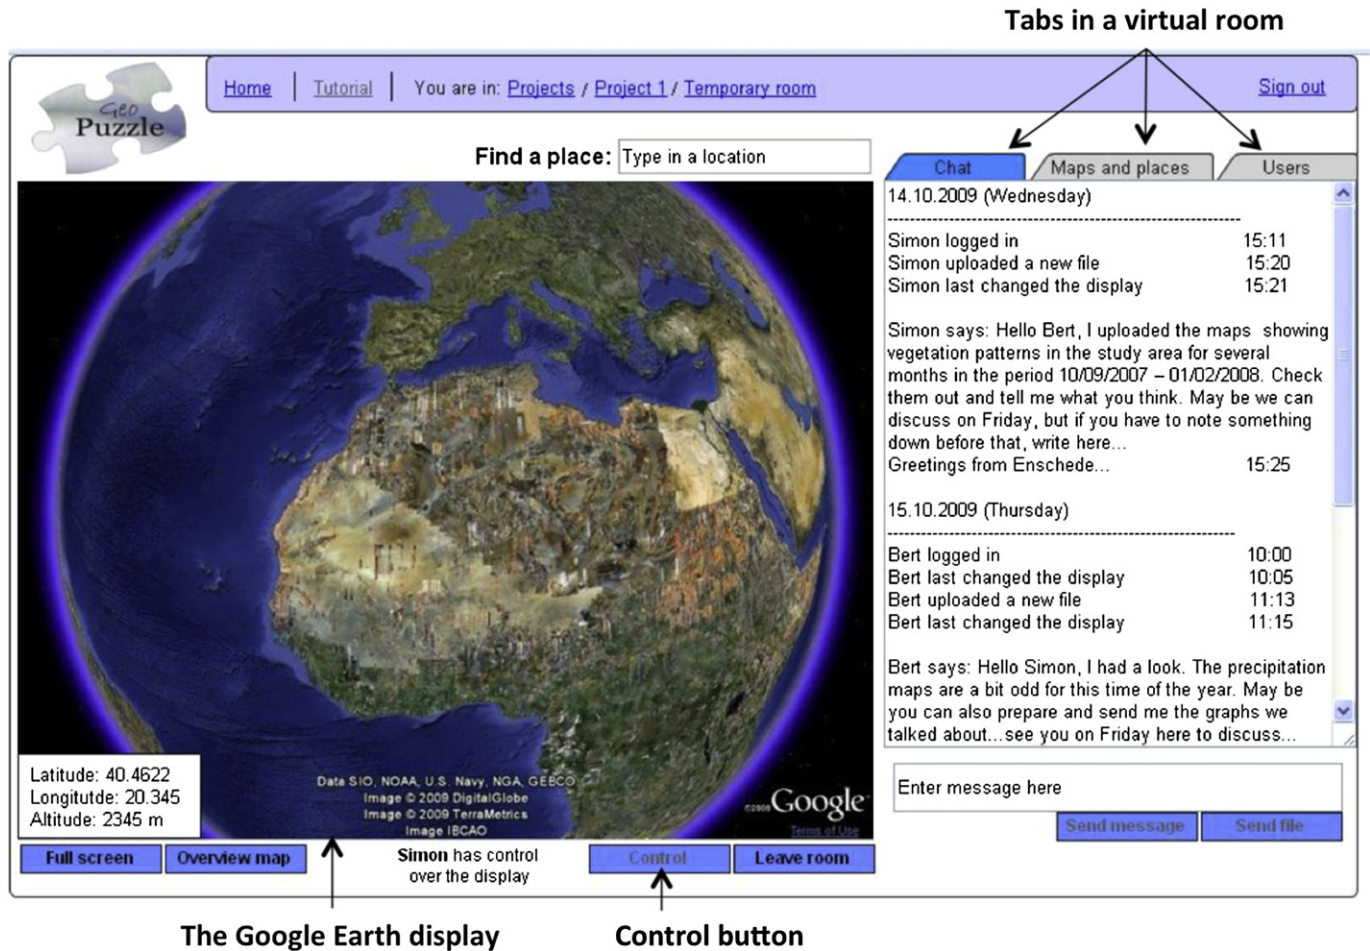 Tabs in a virtual room
Geo
Puzzle
Home | Tutorial | You are in: Projects / Project 1 / Temporary room
Sign out
Find a place: Type in a location
Chat
Maps and places
Users
14.10.2009 (Wednesday)
Simon logged in 15:11
Simon uploaded a new file 15:20
Simon last changed the display 15:21
Simon says: Hello Bert, I uploaded the maps showing
vegetation patterns in the study area for several
months in the period 10/09/2007 – 01/02/2008. Check
them out and tell me what you think. May be we can
discuss on Friday, but if you have to note something
down before that, write here...
Greetings from Enschede... 15:25
15.10.2009 (Thursday)
Bert logged in 10:00
Bert last changed the display 10:05
Bert uploaded a new file 11:13
Bert last changed the display 11:15
Bert says: Hello Simon, I had a look. The precipitation
maps are a bit odd for this time of the year. May be
you can also prepare and send me the graphs we
talked about...see you on Friday here to discuss...
Latitude: 40.4622
Longitutde: 20.345
Altitude: 2345 m
Data SIO, NOAA, U.S. Navy, NGA, GEBCO
Image © 2009 DigitalGlobe
Image © 2009 TerraMetrics
Image IBCAO
Google
Terms of Use
Enter message here
Send message
Send file
Full screen
Overview map
Simon has control
over the display
Control
Leave room
The Google Earth display
Control button